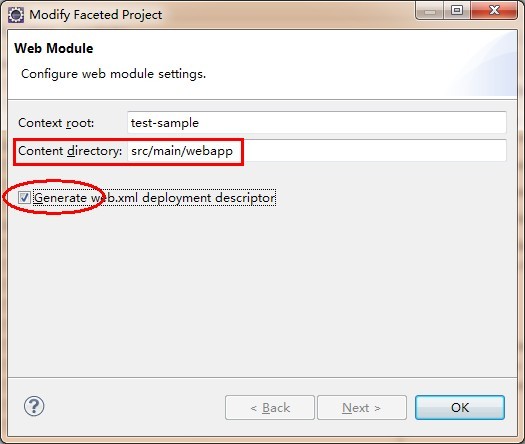 Modify Faceted Project
Web Module
Configure web module settings.
Context root: test-sample
Content directory: src/main/webapp
Generate web.xml deployment descriptor
?
< Back Next > OK